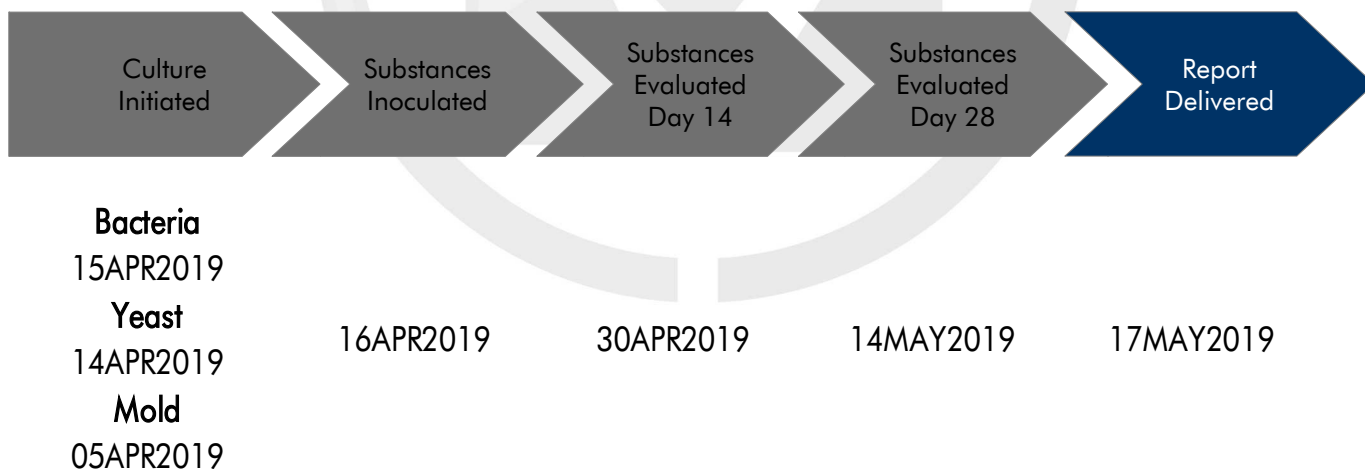 Culture
Initiated
Substances
Inoculated
Substances
Evaluated
Day 14
Substances
Evaluated
Day 28
Report
Delivered
Bacteria
15APR2019
Yeast
14APR2019
Mold
05APR2019
16APR2019
30APR2019
14MAY2019
17MAY2019